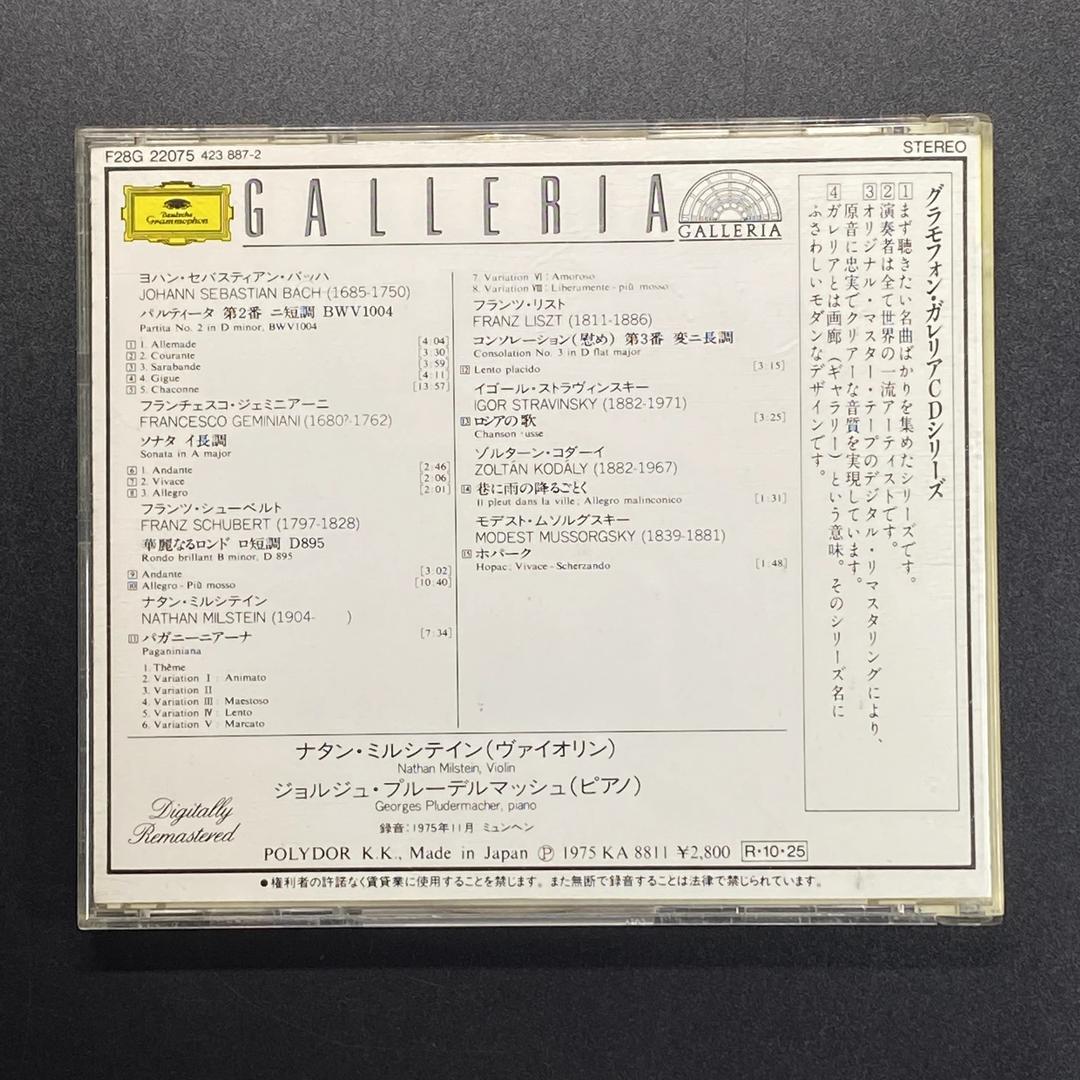 F28G 22075 423 887-2
STEREO
Deutsche
Grammophon
GALLERIA
GALLERIA
ヨハン・セバスティアン・バッハ
JOHANN SEBASTIAN BACH (1685-1750)
パルティータ 第2番 ニ短調 BWV1004
Partita No. 2 in D minor, BWV1004
1 1. Allemade [4:04]
2 2. Courante [3:30]
3 3. Sarabande [3:59]
4 4. Gigue [4:11]
5 5. Chaconne [13:57]
フランチェスコ・ジェミニアーニ
FRANCESCO GEMINIANI (1680?-1762)
ソナタ イ長調
Sonata in A major
6 1. Andante [2:46]
7 2. Vivace [2:06]
8 3. Allegro [2:01]
フランツ・シューベルト
FRANZ SCHUBERT (1797-1828)
華麗なるロンド ロ短調 D895
Rondo brillant B minor, D 895
9 Andante [3:02]
10 Allegro-Più mosso [10:40]
ナタン・ミルシテイン
NATHAN MILSTEIN (1904- )
11 パガニーニアーナ [7:34]
Paganiniana
1. Thème
2. Variation I : Animato
3. Variation II
4. Variation III : Maestoso
5. Variation IV : Lento
6. Variation V : Marcato
7. Variation VI : Amoroso
8. Variation VIII : Liberamente-più mosso
フランツ・リスト
FRANZ LISZT (1811-1886)
コンソレーション(慰め) 第3番 変ニ長調
Consolation No. 3 in D flat major
12 Lento placido [3:15]
イゴール・ストラヴィンスキー
IGOR STRAVINSKY (1882-1971)
13 ロシアの歌 [3:25]
Chanson
ゾルターン・コダーイ
ZOLTÁN KODÁLY (1882-1967)
14 巷に雨の降るごとく
Il pleut dans la ville; Allegro malinconico [1:31]
モデスト・ムソルグスキー
MODEST MUSSORGSKY (1839-1881)
15 ホパーク
Hopac, Vivace-Scherzando [1:48]
グラモフォン・ガレリアCDシリーズ
1 まず聴きたい名曲ばかりを集めたシリーズです。
2 演奏者は全て世界の一流アーティストです。
3 オリジナル・マスター・テープのデジタル・リマスタリングにより、
原音に忠実でクリアーな音質を実現しています。
4 ガレリアとは画廊(ギャラリー)という意味。そのシリーズ名に
ふさわしいモダンなデザインです。
ナタン・ミルシテイン(ヴァイオリン)
Nathan Milstein, Violin
ジョルジュ・プルーデルマッシュ(ピアノ)
Georges Pludermacher, piano
録音:1975年11月 ミュンヘン
Digitally
Remastered
POLYDOR K.K., Made in Japan Ⓟ 1975 KA 8811 ¥2,800 R・10・25
●権利者の許諾なく賃貸業に使用することを禁じます。また無断で録音することは法律で禁じられています。